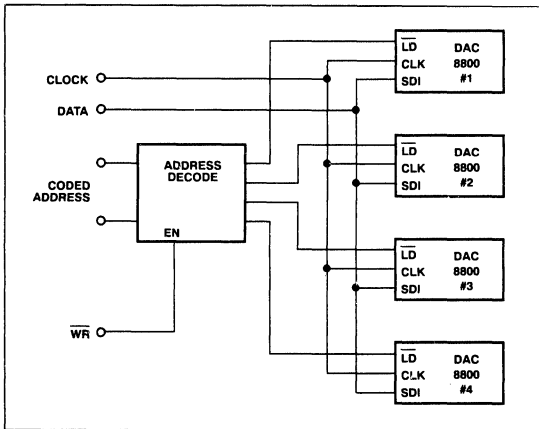 CLOCK
DATA
CODED
ADDRESS
WR
ADDRESS
DECODE
EN
LD DAC
CLK 8800
SDI #1
LD DAC
CLK 8800
SDI #2
LD DAC
CLK 8800
SDI #3
LD DAC
CLK 8800
SDI #4